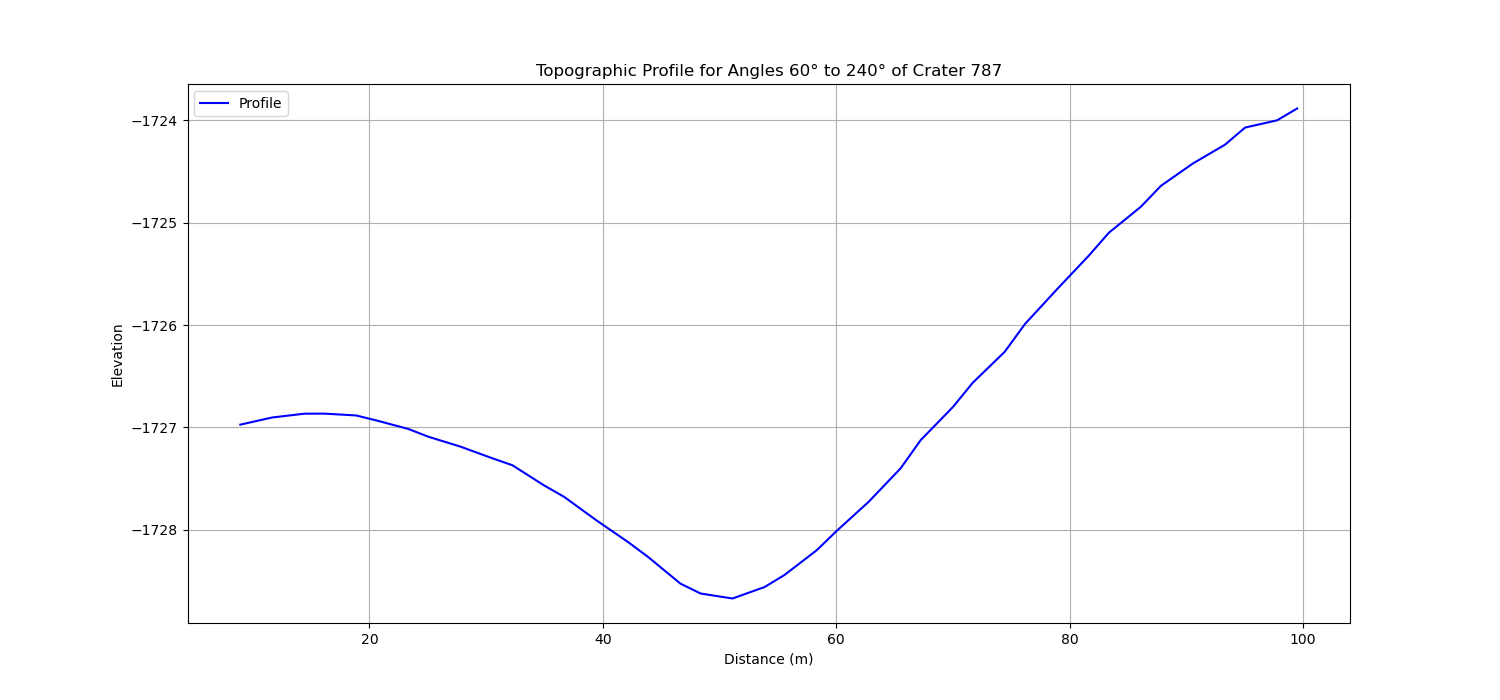 Topographic Profile for Angles 60° to 240° of Crater 787
Profile
−1724
−1725
−1726
−1727
−1728
Elevation
20 40 60 80 100
Distance (m)